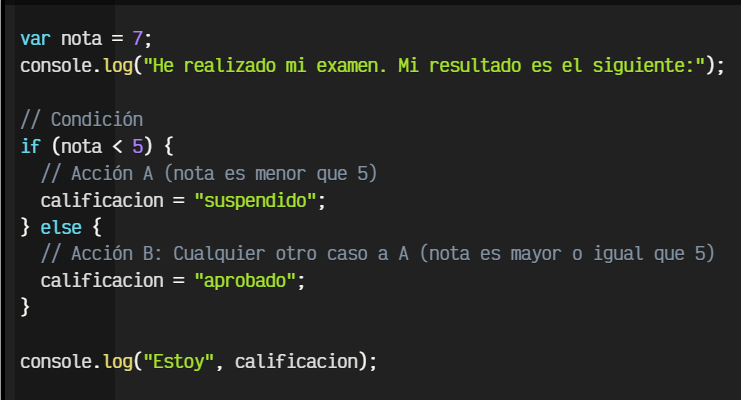 var nota = 7;
console.log("He realizado mi examen. Mi resultado es el siguiente:");

// Condición
if (nota < 5) {
  // Acción A (nota es menor que 5)
  calificacion = "suspendido";
} else {
  // Acción B: Cualquier otro caso a A (nota es mayor o igual que 5)
  calificacion = "aprobado";
}

console.log("Estoy", calificacion);